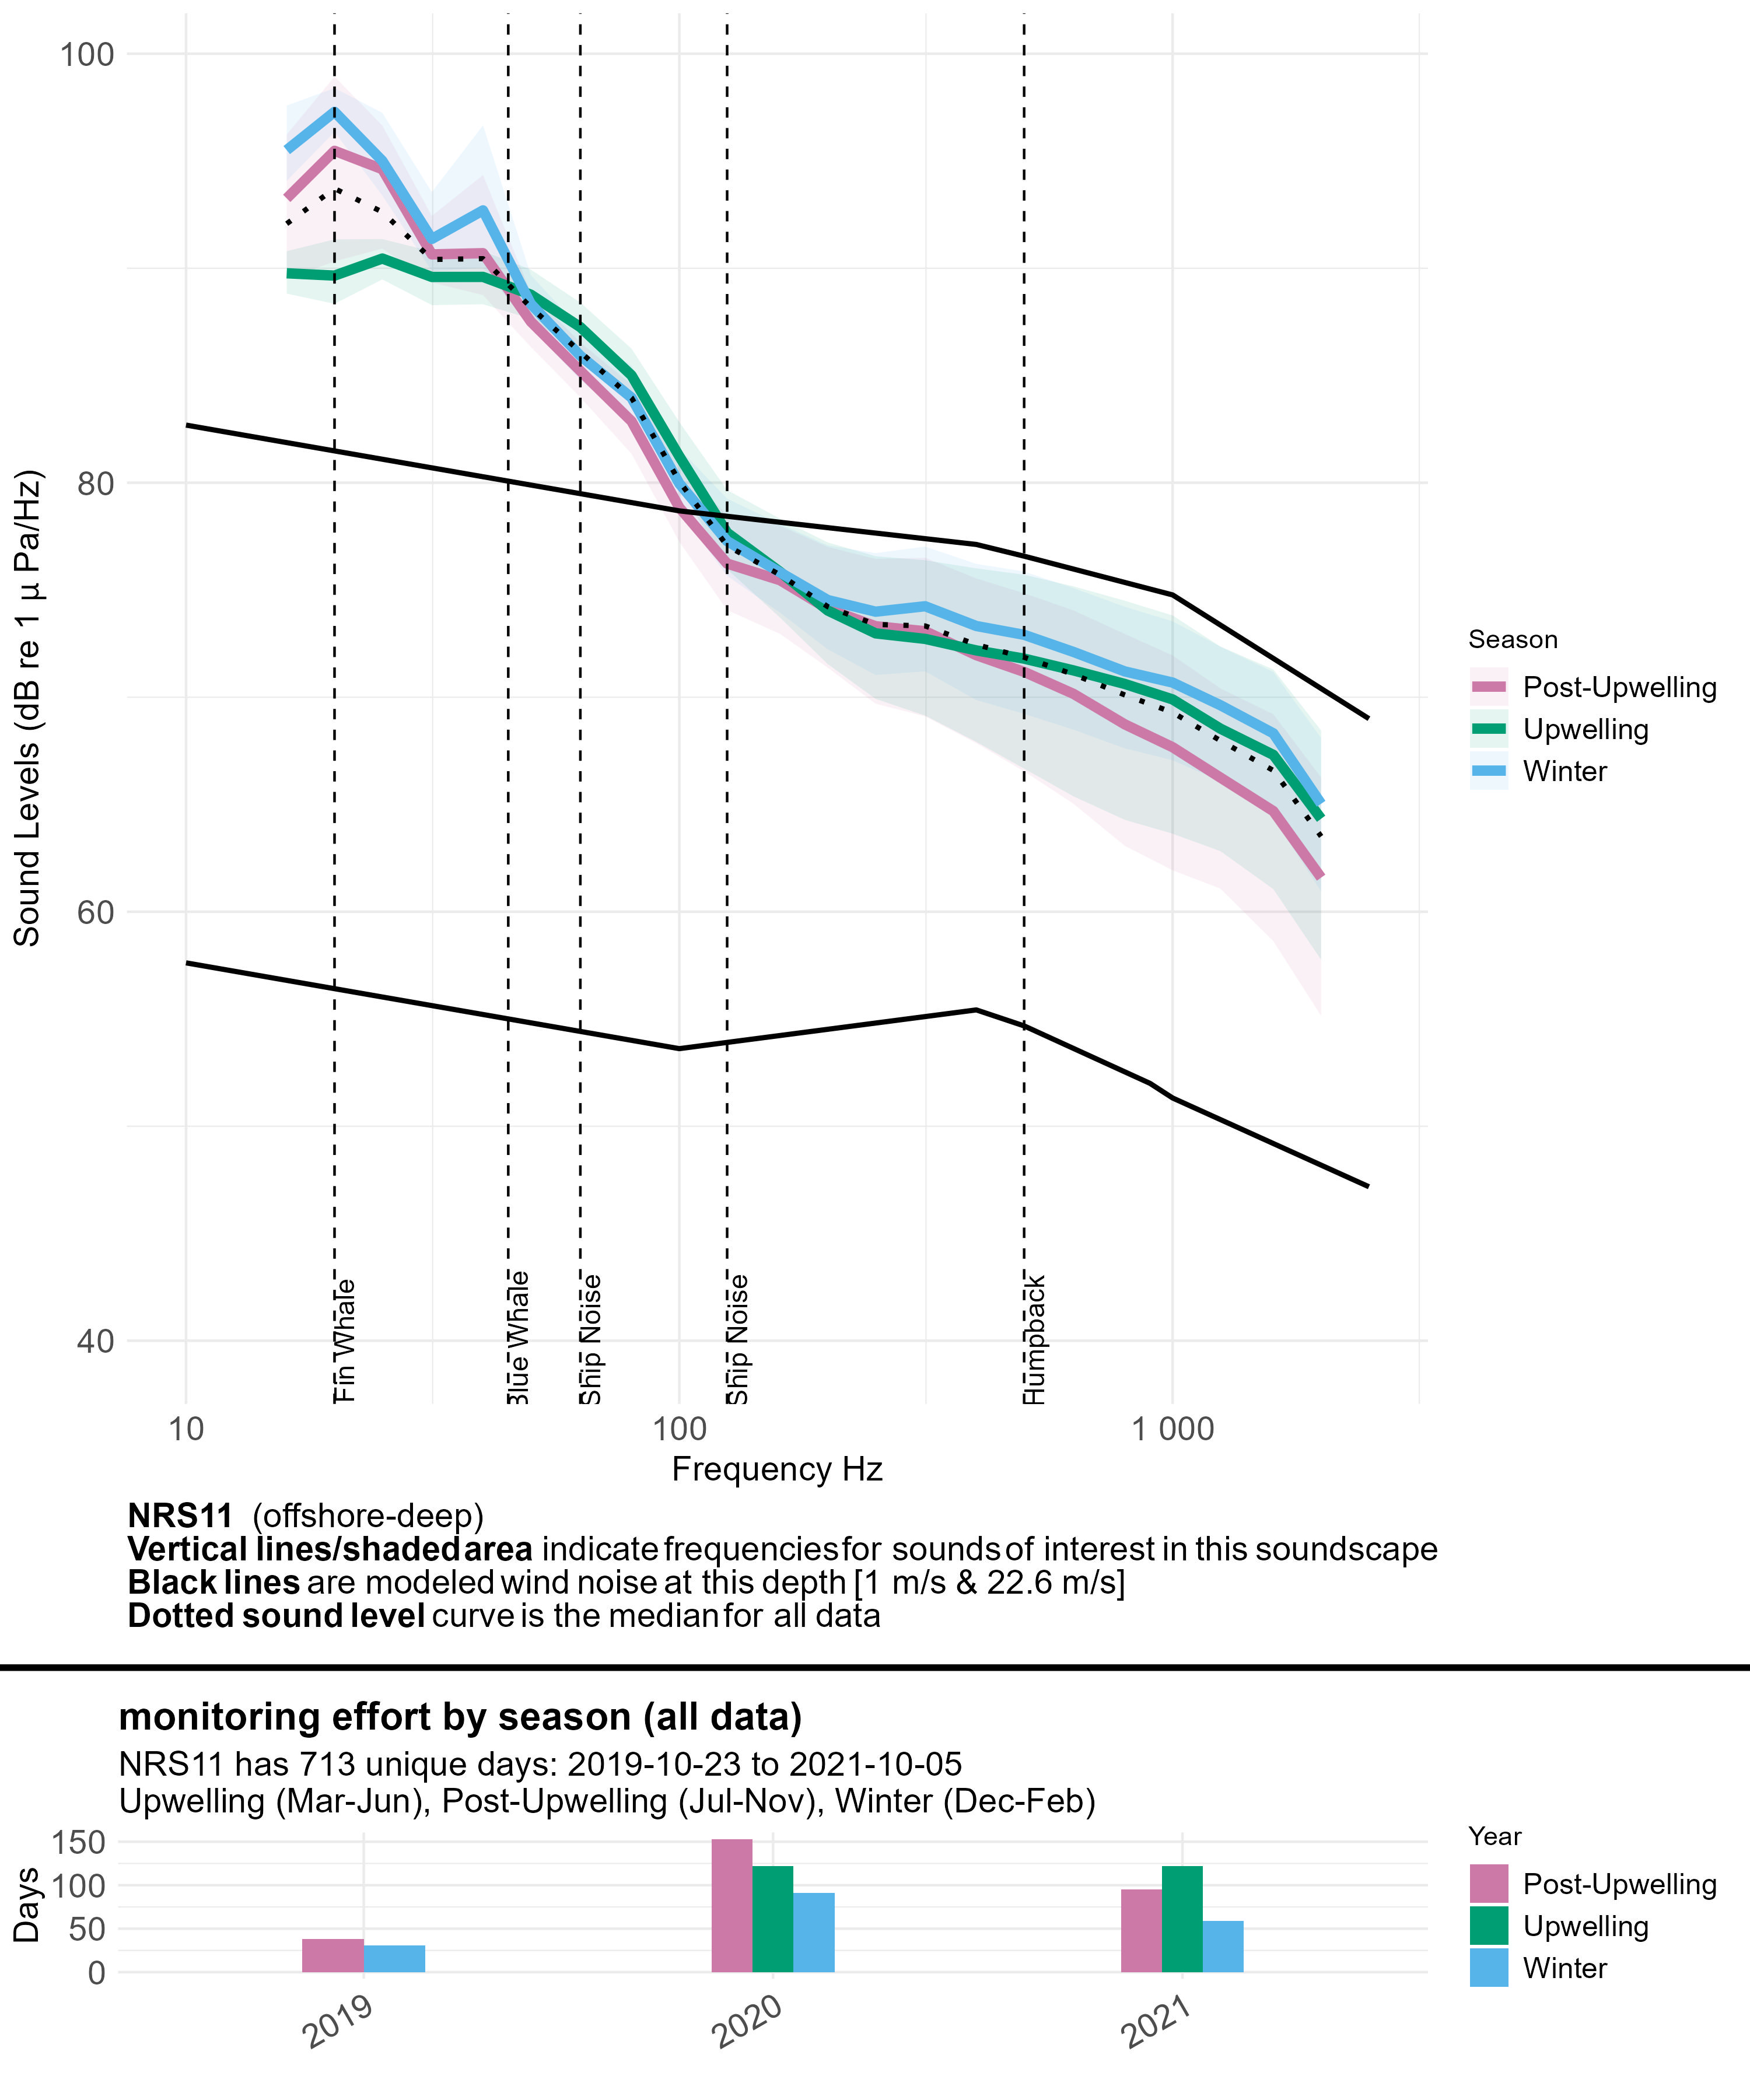 100
80
60
40
Sound Levels (dB re 1 µ Pa/Hz)
Fin Whale
Blue Whale
Ship Noise
Ship Noise
Humpback
10
100
1 000
Frequency Hz
Season
Post-Upwelling
Upwelling
Winter
NRS11 (offshore-deep)
Vertical lines/shaded area indicate frequencies for sounds of interest in this soundscape
Black lines are modeled wind noise at this depth [1 m/s & 22.6 m/s]
Dotted sound level curve is the median for all data
monitoring effort by season (all data)
NRS11 has 713 unique days: 2019-10-23 to 2021-10-05
Upwelling (Mar-Jun), Post-Upwelling (Jul-Nov), Winter (Dec-Feb)
150
100
50
0
Days
2019
2020
2021
Year
Post-Upwelling
Upwelling
Winter